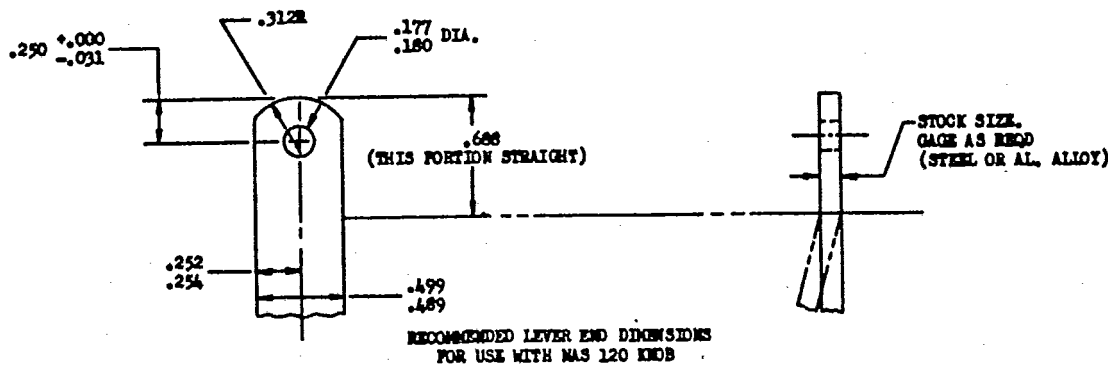 .312R
.250 +.000
-.031
.177
.180 DIA.
.688
(THIS PORTION STRAIGHT)
STOCK SIZE.
GAGE AS REQD
(STEEL OR AL. ALLOY)
.252
.254
.499
.489
RECOMMENDED LEVER END DIMENSIONS
FOR USE WITH NAS 120 KNOB